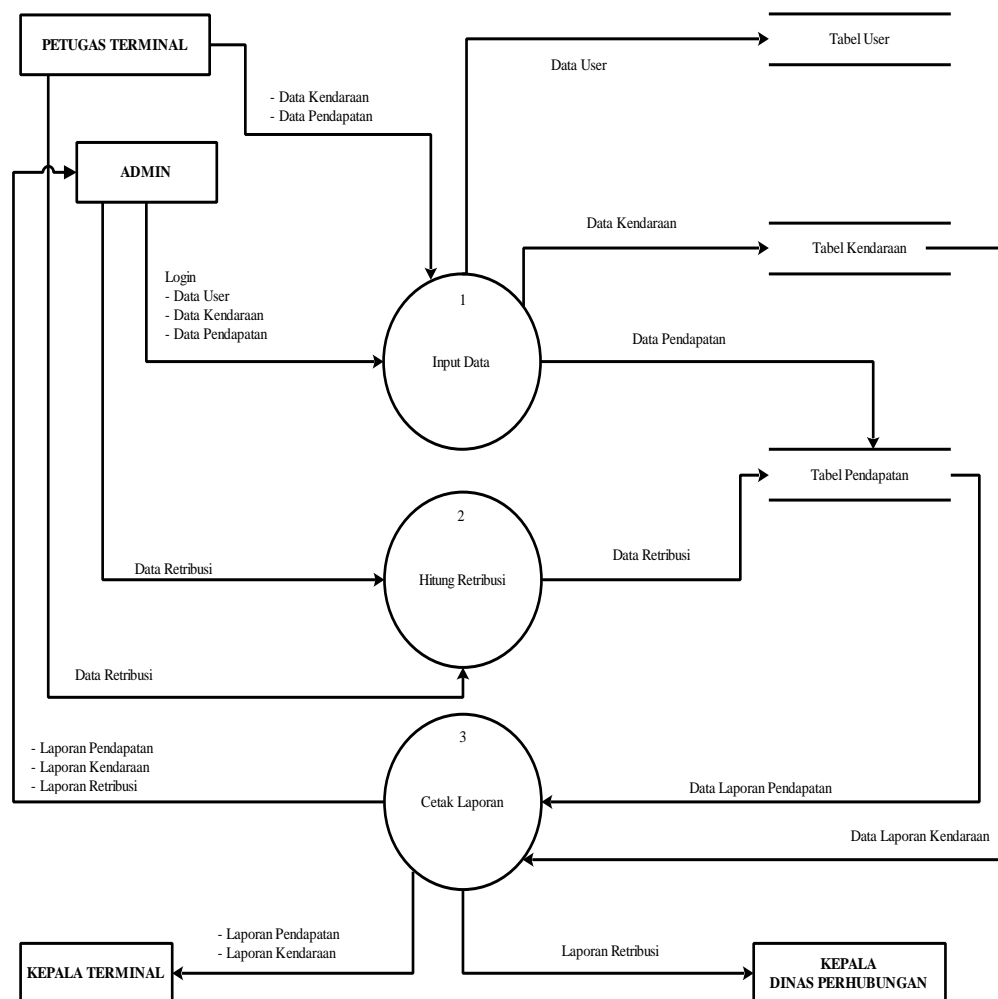 PETUGAS TERMINAL
Tabel User
Data User
- Data Kendaraan
- Data Pendapatan
ADMIN
Data Kendaraan
Tabel Kendaraan
Login
- Data User
- Data Kendaraan
- Data Pendapatan
1
Input Data
Data Pendapatan
Tabel Pendapatan
2
Hitung Retribusi
Data Retribusi
Data Retribusi
Data Retribusi
3
Cetak Laporan
- Laporan Pendapatan
- Laporan Kendaraan
- Laporan Retribusi
Data Laporan Pendapatan
Data Laporan Kendaraan
- Laporan Pendapatan
- Laporan Kendaraan
Laporan Retribusi
KEPALA TERMINAL
KEPALA
DINAS PERHUBUNGAN